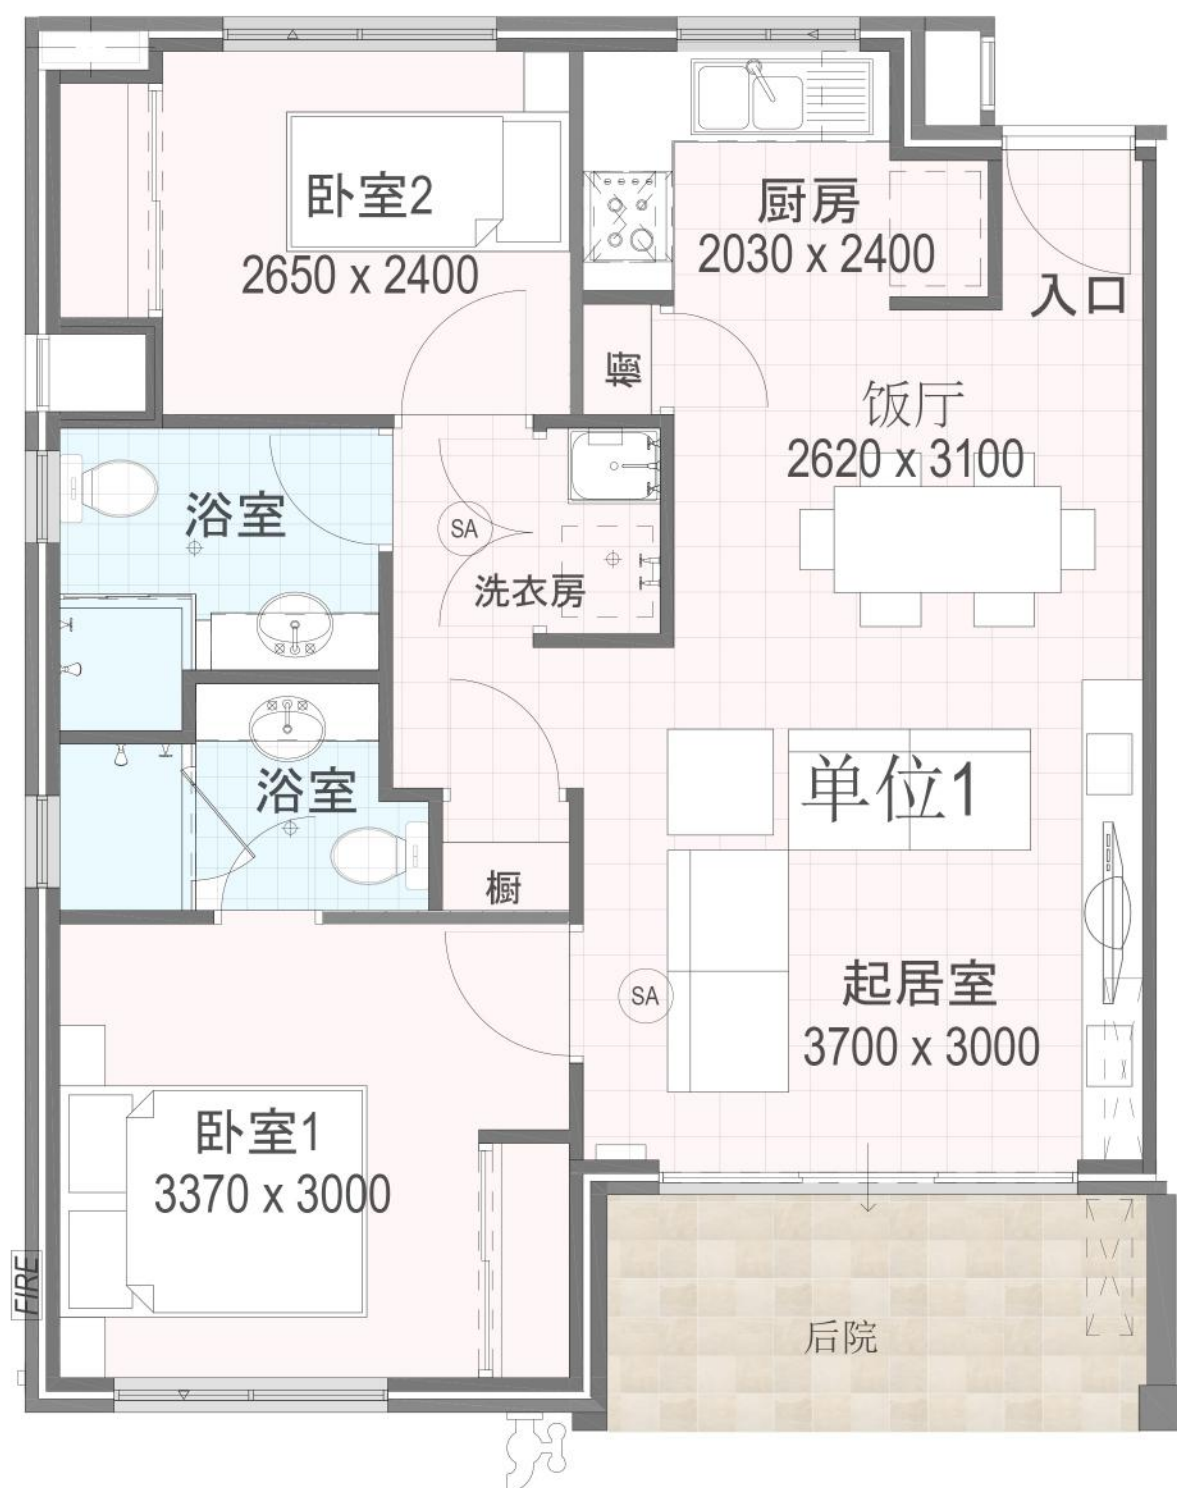 卧室2
2650 x 2400
厨房
2030 x 2400
入口
橱
饭厅
2620 x 3100
浴室
SA
洗衣房
浴室
单位1
橱
起居室
3700 x 3000
SA
卧室1
3370 x 3000
FIRE
后院